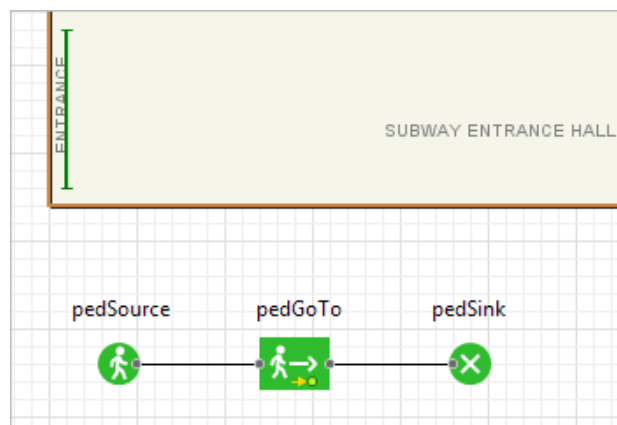 ENTRANCE
SUBWAY ENTRANCE HALL
pedSource
pedGoTo
pedSink